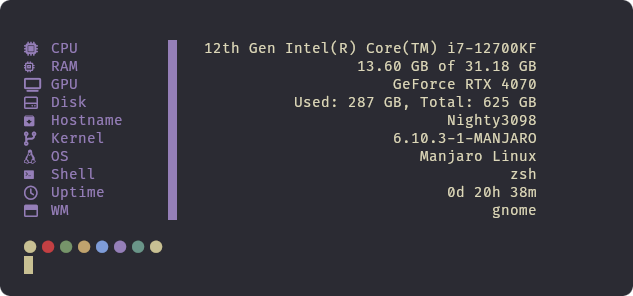 CPU 12th Gen Intel(R) Core(TM) i7-12700KF
RAM 13.60 GB of 31.18 GB
GPU GeForce RTX 4070
Disk Used: 287 GB, Total: 625 GB
Hostname Nighty3098
Kernel 6.10.3-1-MANJARO
OS Manjaro Linux
Shell zsh
Uptime 0d 20h 38m
WM gnome